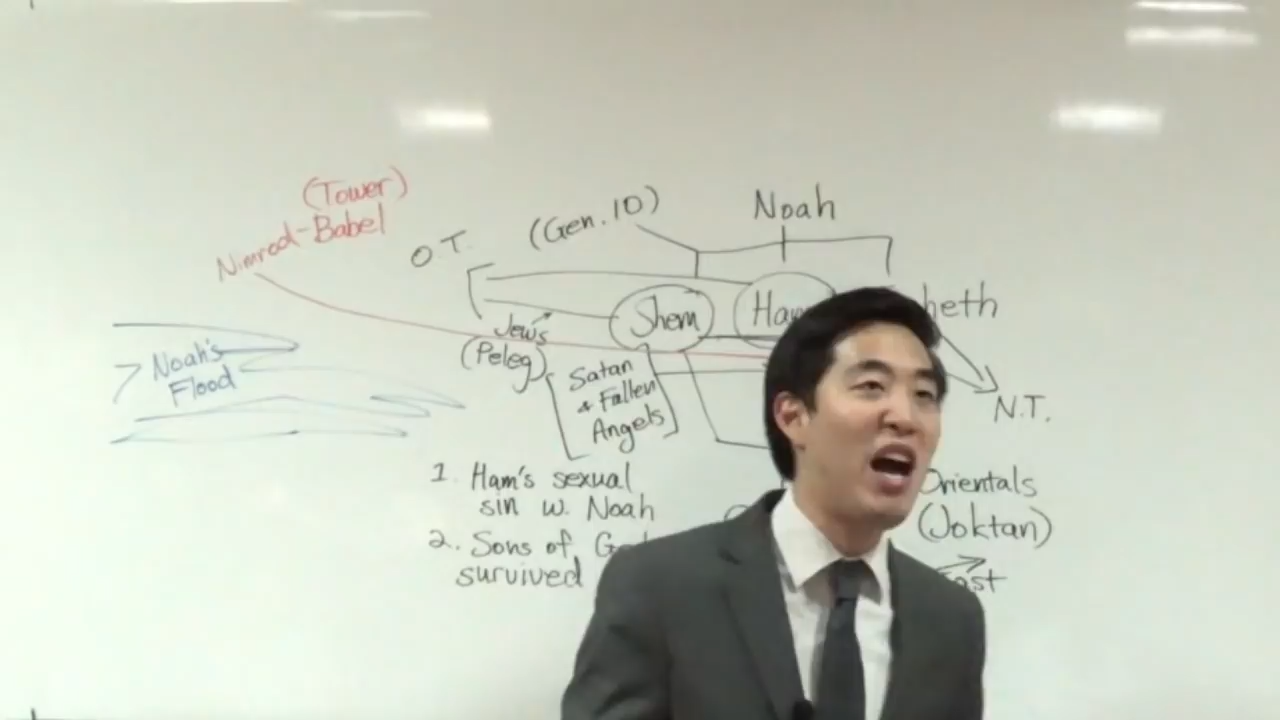 (Tower)
Nimrod-Babel
O.T.
(Gen. 10)
Noah
Shem
Ham
heth
Jews
(Peleg)
Noah's
Flood
Satan
& Fallen
Angels
N.T.
1. Ham's sexual
sin w. Noah
2. Sons of
survived
Orientals
(Joktan)